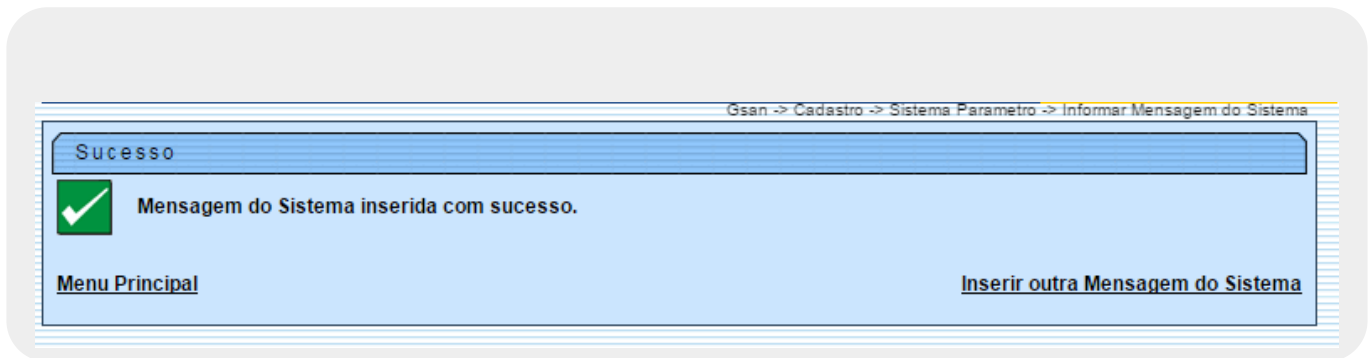 Gsan -> Cadastro -> Sistema Parametro -> Informar Mensagem do Sistema
Sucesso
Mensagem do Sistema inserida com sucesso.
Menu Principal
Inserir outra Mensagem do Sistema